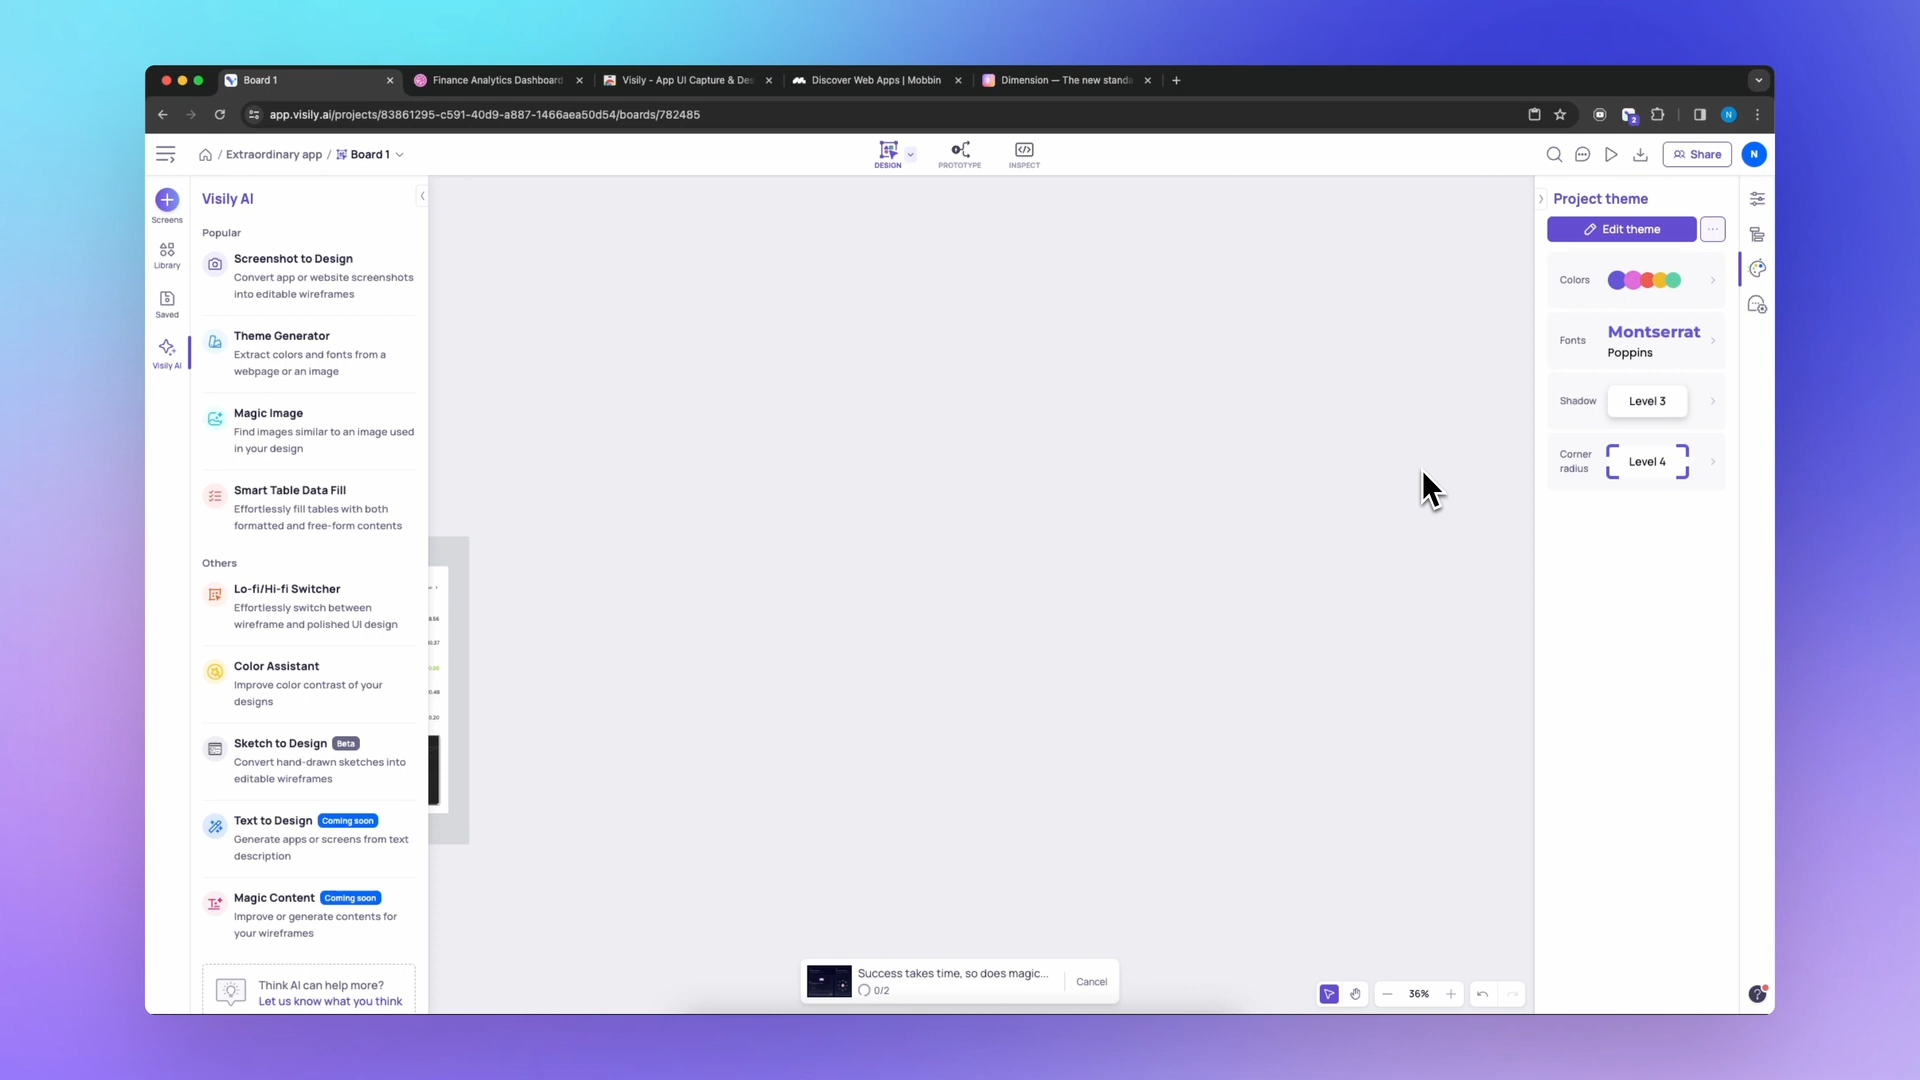 Board 1
Finance Analytics Dashboard
Visily - App UI Capture & Des
Discover Web Apps | Mobbin
Dimension — The new standa
app.visily.ai/projects/83861295-c591-40d9-a887-1466aea50d54/boards/782485
2
N
/ Extraordinary app / Board 1
DESIGN
PROTOTYPE
INSPECT
Share
N
Screens
Library
Saved
Visily AI
Visily AI
Popular
Screenshot to Design
Convert app or website screenshots
into editable wireframes
Theme Generator
Extract colors and fonts from a
webpage or an image
Magic Image
Find images similar to an image used
in your design
Smart Table Data Fill
Effortlessly fill tables with both
formatted and free-form contents
Others
Lo-fi/Hi-fi Switcher
Effortlessly switch between
wireframe and polished UI design
Color Assistant
Improve color contrast of your
designs
Sketch to Design Beta
Convert hand-drawn sketches into
editable wireframes
Text to Design Coming soon
Generate apps or screens from text
description
Magic Content Coming soon
Improve or generate contents for
your wireframes
Think AI can help more?
Let us know what you think
Success takes time, so does magic...
0/2
Cancel
36%
Project theme
Edit theme
Colors
Fonts
Montserrat
Poppins
Shadow
Level 3
Corner
radius
Level 4